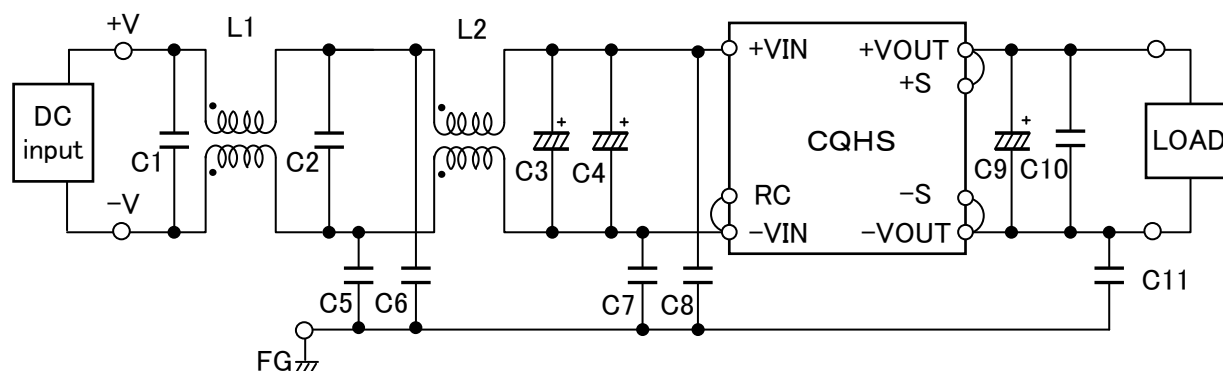 +V
L1
L2
+VIN
+VOUT
+S
DC
input
C1
C2
C3
+
C4
+
CQHS
C9
+
C10
LOAD
−V
RC
−VIN
−S
−VOUT
C5
C6
C7
C8
C11
FG